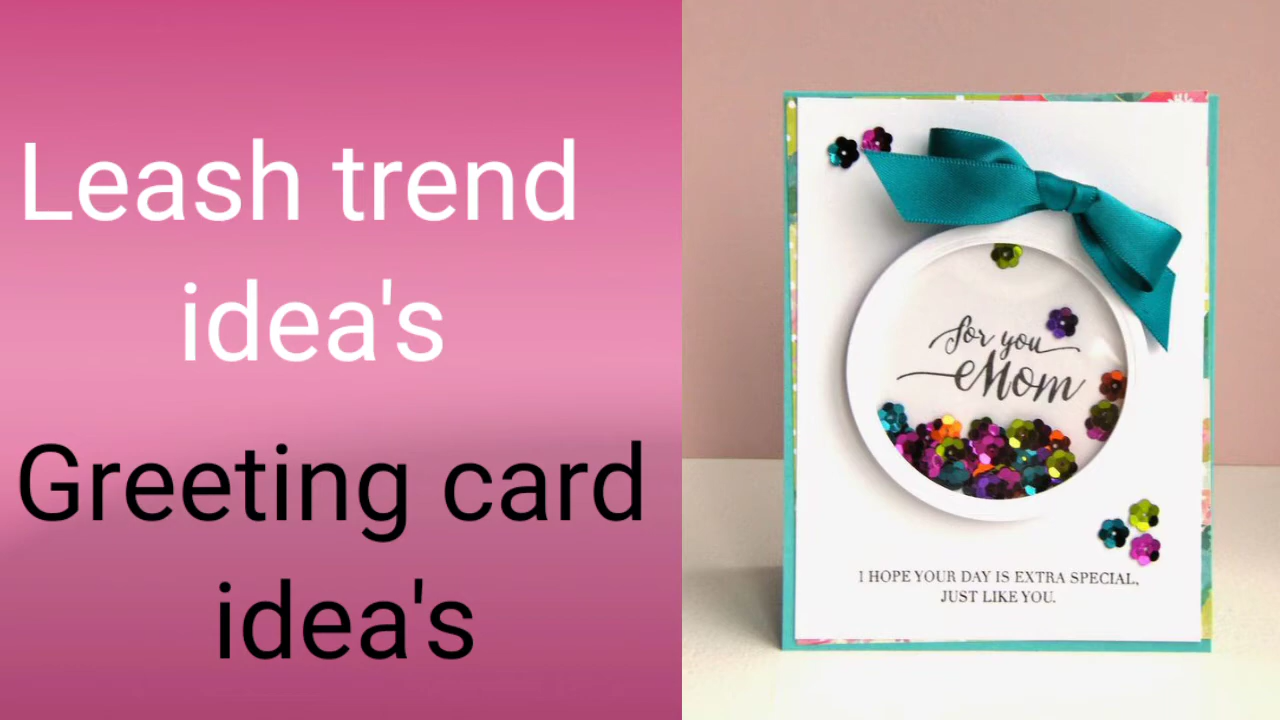 Leash trend
idea's
Greeting card
idea's
for you
Mom
I HOPE YOUR DAY IS EXTRA SPECIAL,
JUST LIKE YOU.